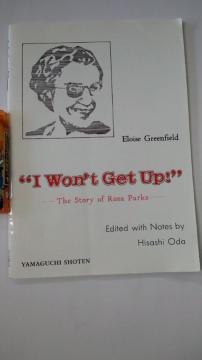 Eloise Greenfield
"I Won't Get Up!"
The Story of Rosa Parks
Edited with Notes by
Hisashi Oda
YAMAGUCHI SHOTEN